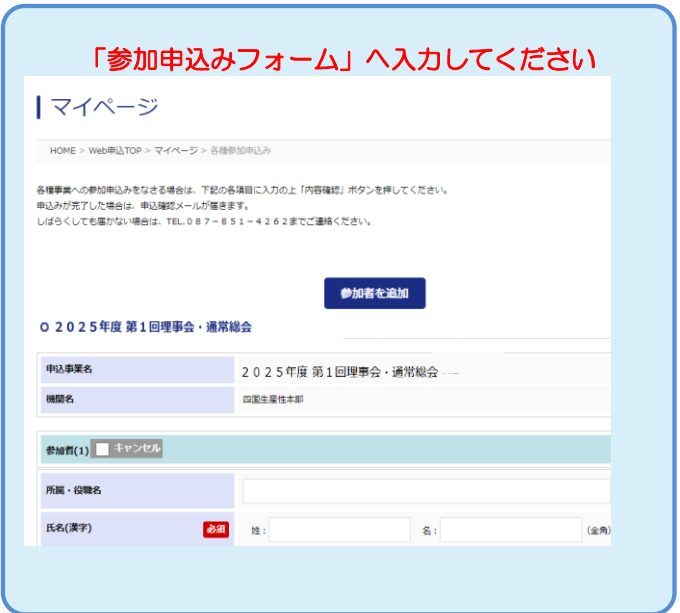 「参加申込みフォーム」へ入力してください
マイページ
HOME > Web申込TOP > マイページ > 各種参加申込み
各種事業への参加申込みをなさる場合は、下記の各項目に入力の上「内容確認」ボタンを押してください。
申込みが完了した場合は、申込確認メールが届きます。
しばらくしても届かない場合は、TEL.０８７－８５１－４２６２までご連絡ください。
参加者を追加
○ ２０２５年度 第１回理事会・通常総会
申込事業名 ２０２５年度 第１回理事会・通常総会
機関名 四国生産性本部
参加者(1) キャンセル
所属・役職名
氏名(漢字) 必須 姓： 名： (全角)